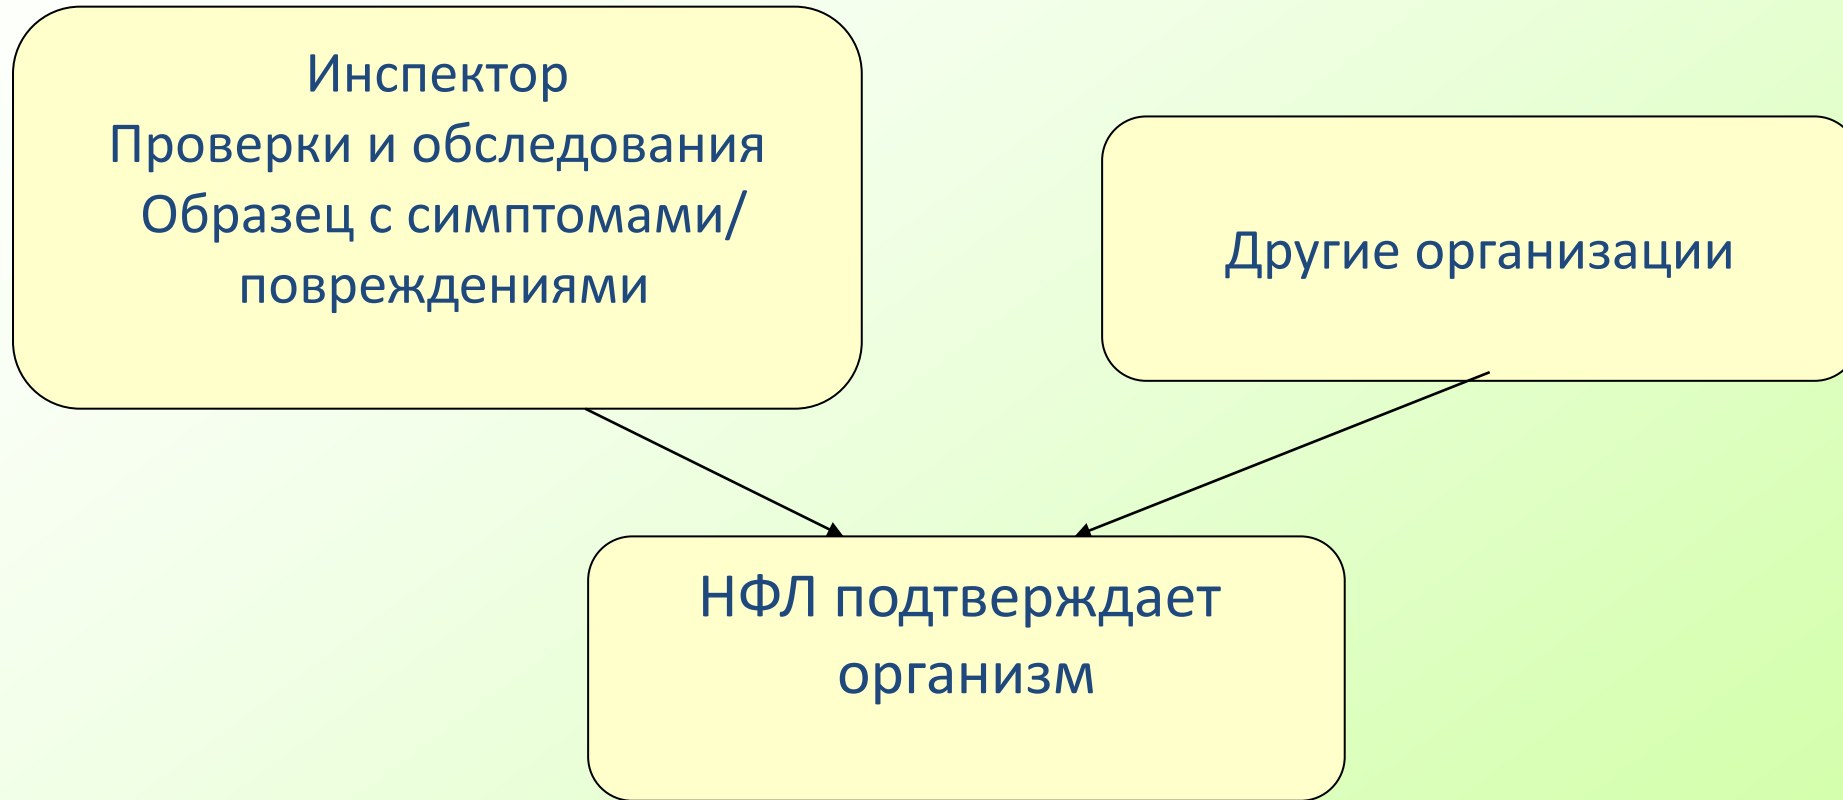 Инспектор
Проверки и обследования
Образец с симптомами/
повреждениями
Другие организации
НФЛ подтверждает
организм